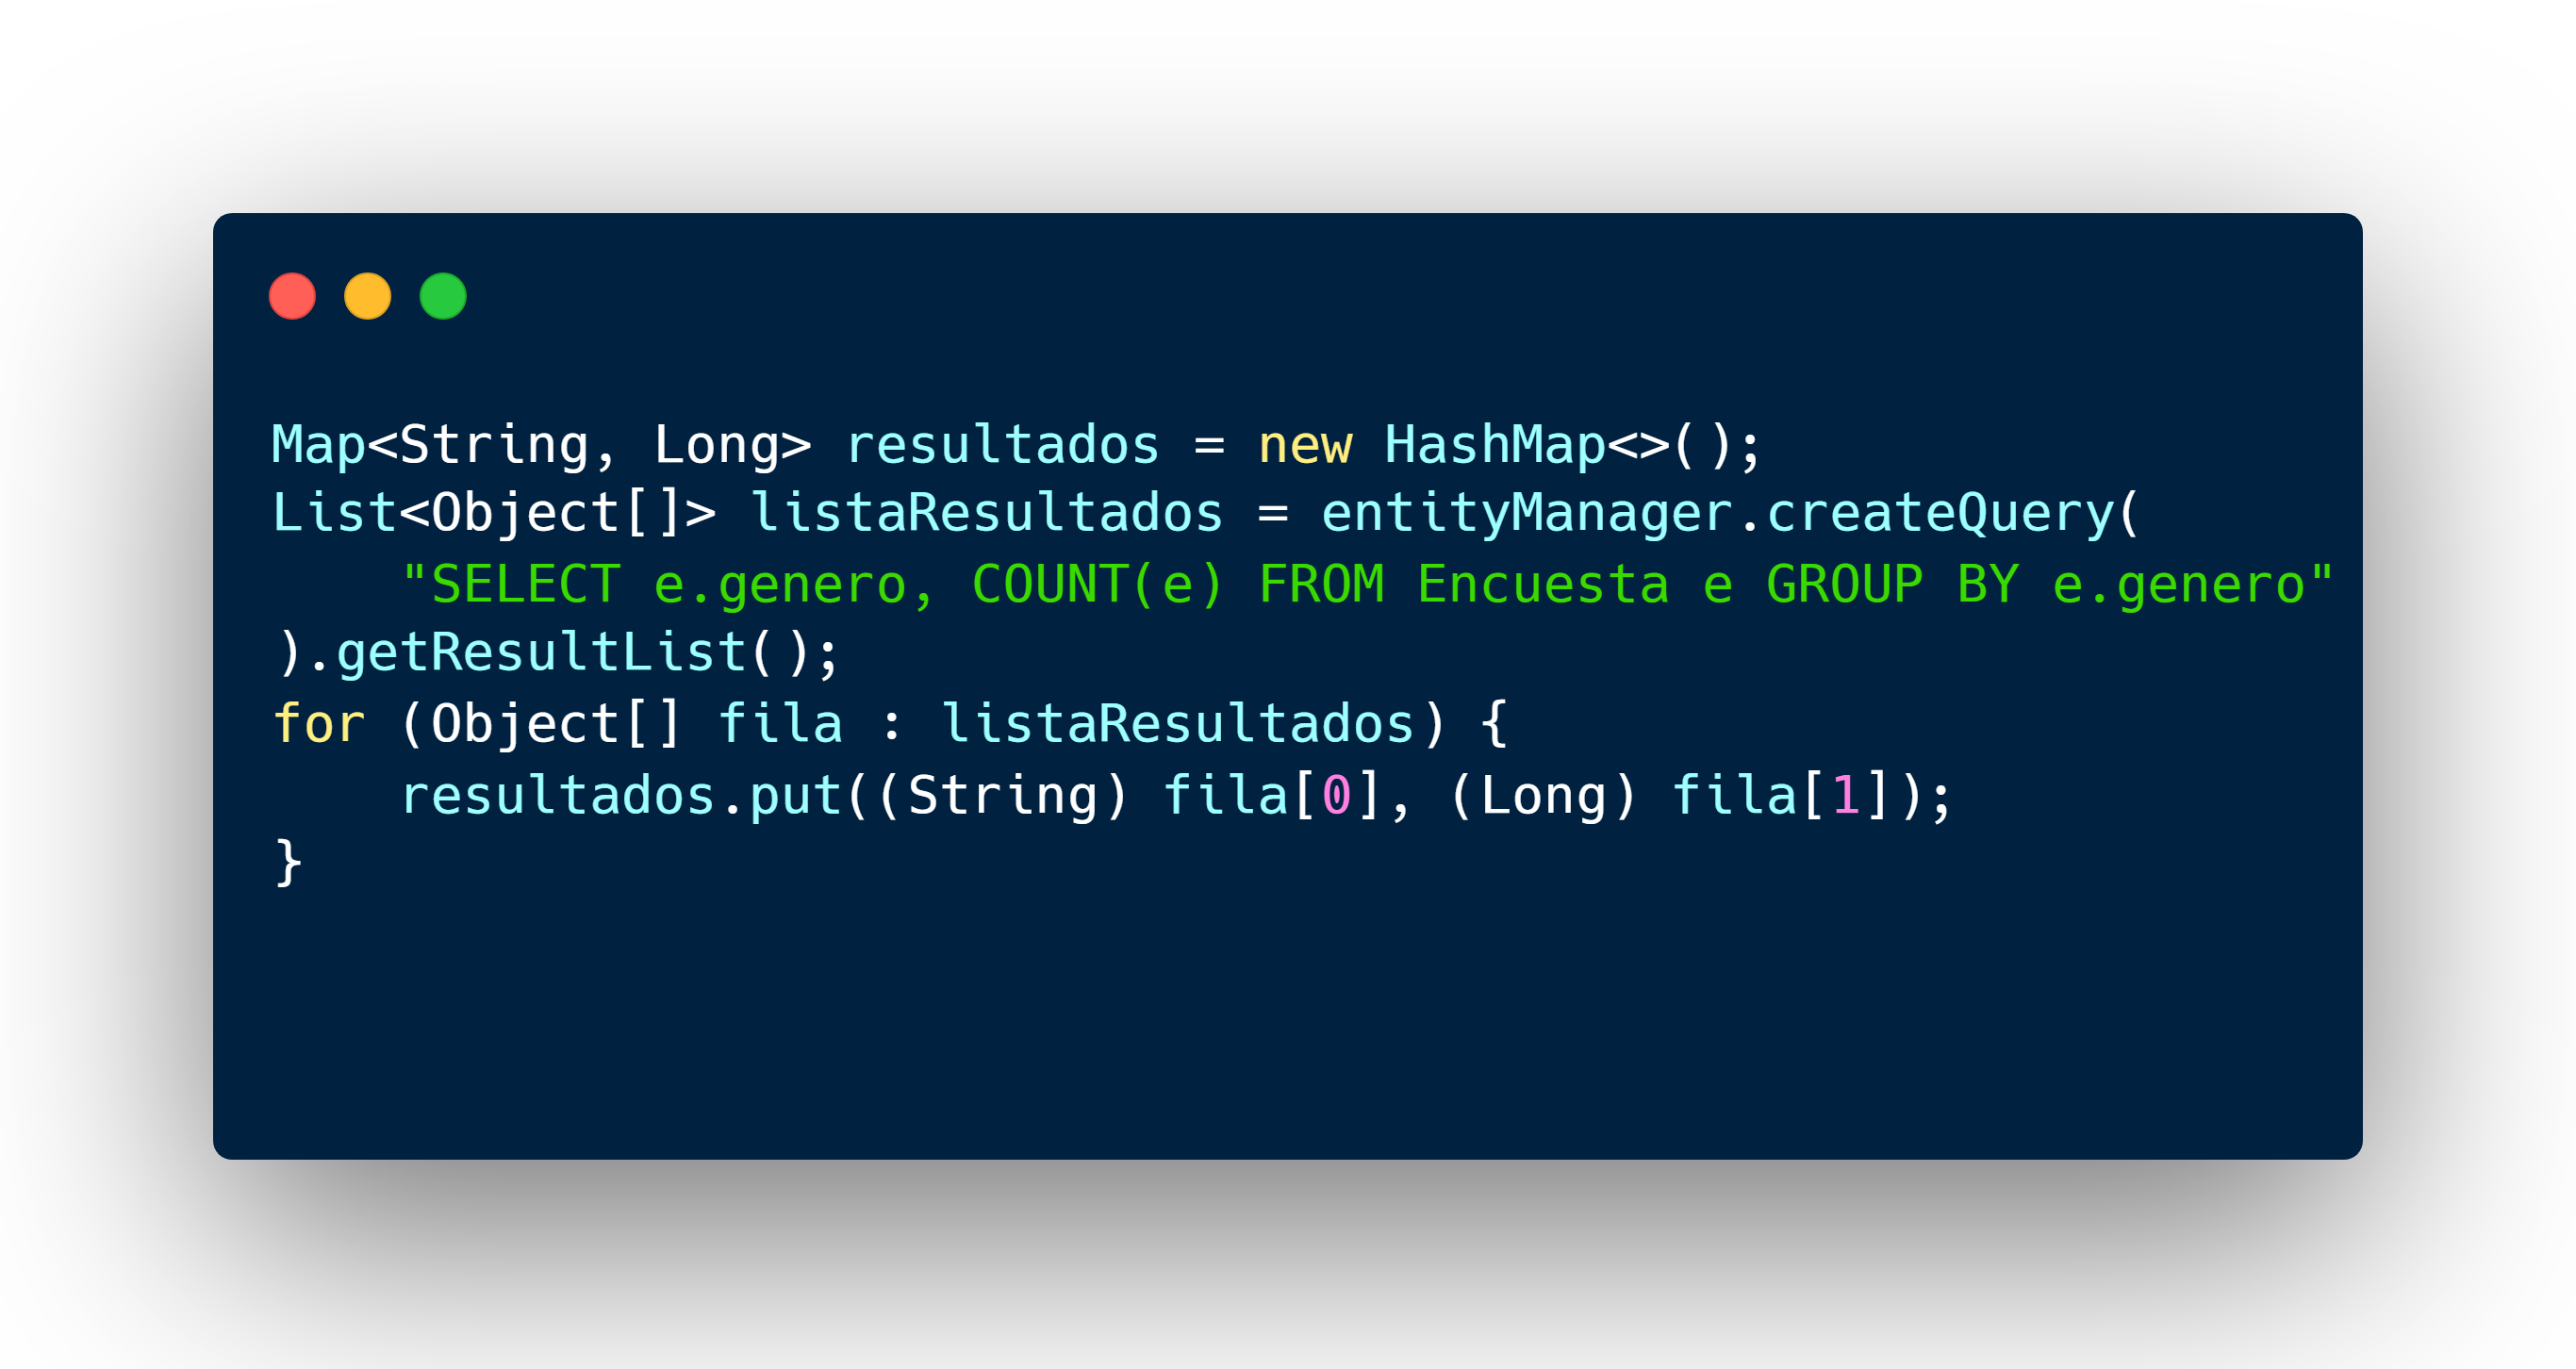 Map<String, Long> resultados = new HashMap<>();
List<Object[]> listaResultados = entityManager.createQuery(
    "SELECT e.genero, COUNT(e) FROM Encuesta e GROUP BY e.genero"
).getResultList();
for (Object[] fila : listaResultados) {
    resultados.put((String) fila[0], (Long) fila[1]);
}